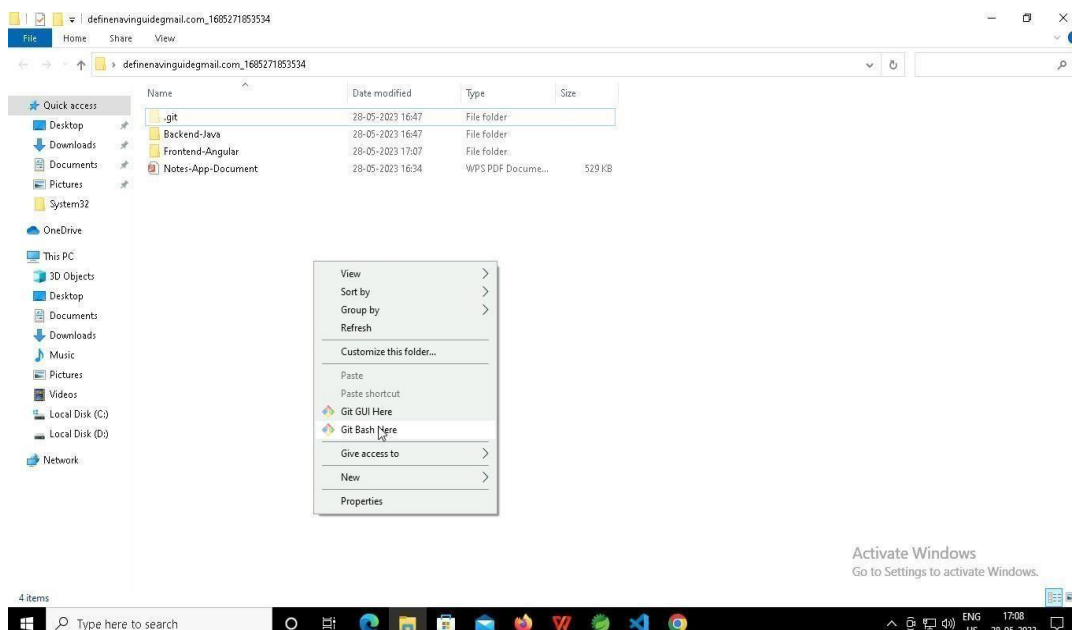 definenavinguidegmail.com_1685271853534
File Home Share View
definenavinguidegmail.com_1685271853534
Name Date modified Type Size
Quick access
Desktop
Downloads
Documents
Pictures
System32
OneDrive
This PC
3D Objects
Desktop
Documents
Downloads
Music
Pictures
Videos
Local Disk (C:)
Local Disk (D:)
Network
.git 28-05-2023 16:47 File folder
Backend-Java 28-05-2023 16:47 File folder
Frontend-Angular 28-05-2023 17:07 File folder
Notes-App-Document 28-05-2023 16:34 WPS PDF Docume... 529 KB
View
Sort by
Group by
Refresh
Customize this folder...
Paste
Paste shortcut
Git GUI Here
Git Bash Here
Give access to
New
Properties
Activate Windows
Go to Settings to activate Windows.
4 items
Type here to search
ENG 17:08
US 28-05-2023